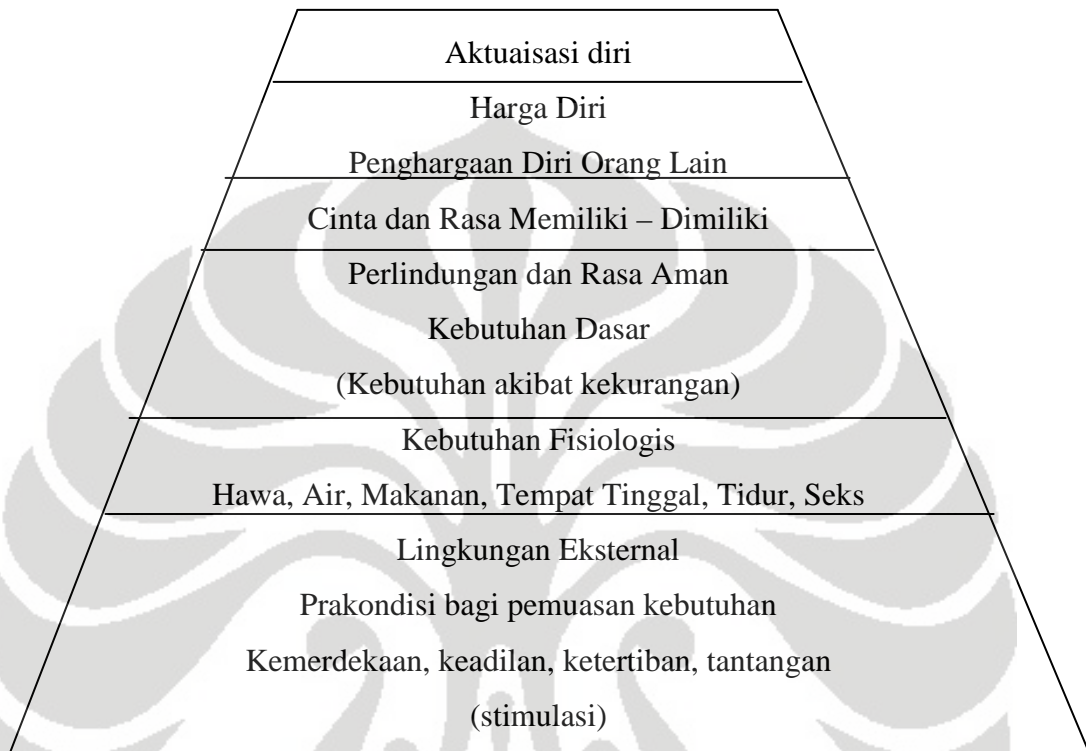 Aktuaisasi diri
Harga Diri
Penghargaan Diri Orang Lain
Cinta dan Rasa Memiliki – Dimiliki
Perlindungan dan Rasa Aman
Kebutuhan Dasar
(Kebutuhan akibat kekurangan)
Kebutuhan Fisiologis
Hawa, Air, Makanan, Tempat Tinggal, Tidur, Seks
Lingkungan Eksternal
Prakondisi bagi pemuasan kebutuhan
Kemerdekaan, keadilan, ketertiban, tantangan
(stimulasi)